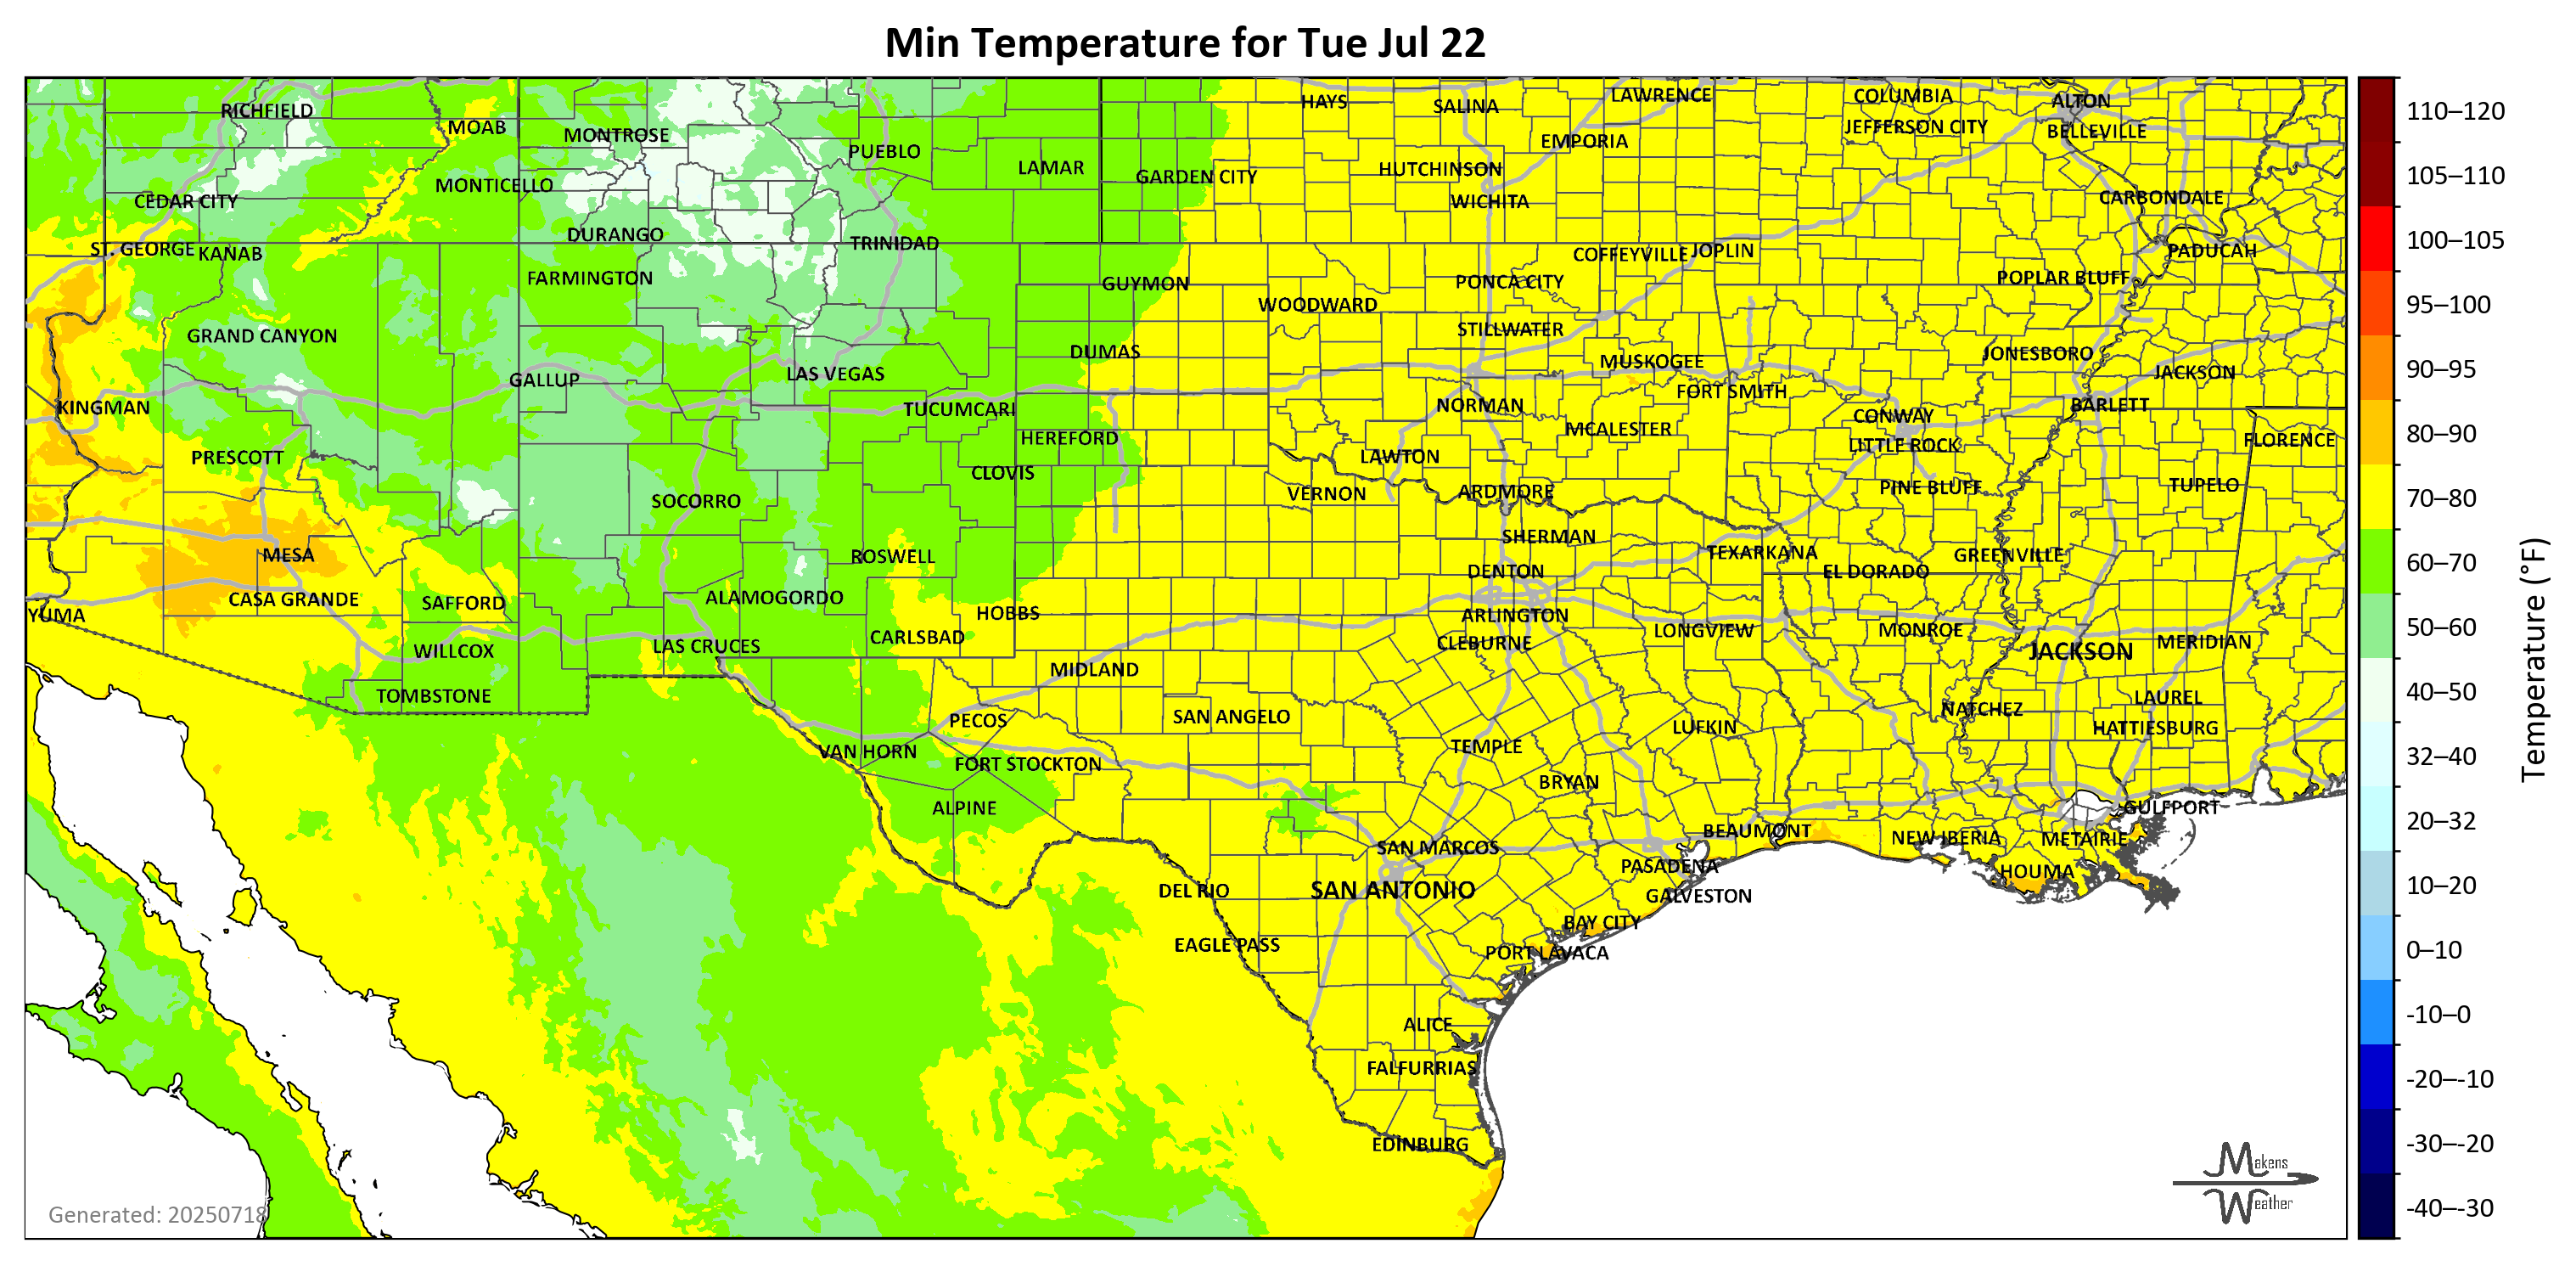 Min Temperature for Tue Jul 22
RICHFIELD
MOAB
MONTROSE
PUEBLO
LAMAR
GARDEN CITY
HAYS
SALINA
LAWRENCE
EMPORIA
HUTCHINSON
WICHITA
COLUMBIA
JEFFERSON CITY
ALTON
BELLEVILLE
CARBONDALE
PADUCAH
CEDAR CITY
MONTICELLO
DURANGO
TRINIDAD
ST. GEORGE
KANAB
FARMINGTON
GUYMON
WOODWARD
PONCA CITY
COFFEYVILLE
JOPLIN
POPLAR BLUFF
GRAND CANYON
DUMAS
STILLWATER
MUSKOGEE
JONESBORO
JACKSON
GALLUP
LAS VEGAS
KINGMAN
TUCUMCARI
NORMAN
FORT SMITH
CONWAY
BARLETT
HEREFORD
MCALESTER
LITTLE ROCK
FLORENCE
PRESCOTT
CLOVIS
LAWTON
SOCORRO
VERNON
ARDMORE
PINE BLUFF
TUPELO
MESA
ROSWELL
SHERMAN
TEXARKANA
GREENVILLE
DENTON
EL DORADO
CASA GRANDE
SAFFORD
ALAMOGORDO
YUMA
HOBBS
ARLINGTON
WILLCOX
LAS CRUCES
CARLSBAD
CLEBURNE
LONGVIEW
MONROE
JACKSON
MERIDIAN
MIDLAND
TOMBSTONE
PECOS
SAN ANGELO
LUFKIN
NATCHEZ
LAUREL
HATTIESBURG
VAN HORN
FORT STOCKTON
TEMPLE
BRYAN
ALPINE
GULFPORT
BEAUMONT
NEW IBERIA
METAIRIE
SAN MARCOS
PASADENA
HOUMA
DEL RIO
SAN ANTONIO
GALVESTON
BAY CITY
EAGLE PASS
PORT LAVACA
ALICE
FALFURRIAS
EDINBURG
Generated: 20250718
Makens
Weather
110–120
105–110
100–105
95–100
90–95
80–90
70–80
60–70
50–60
40–50
32–40
20–32
10–20
0–10
-10–0
-20–-10
-30–-20
-40–-30
Temperature (°F)